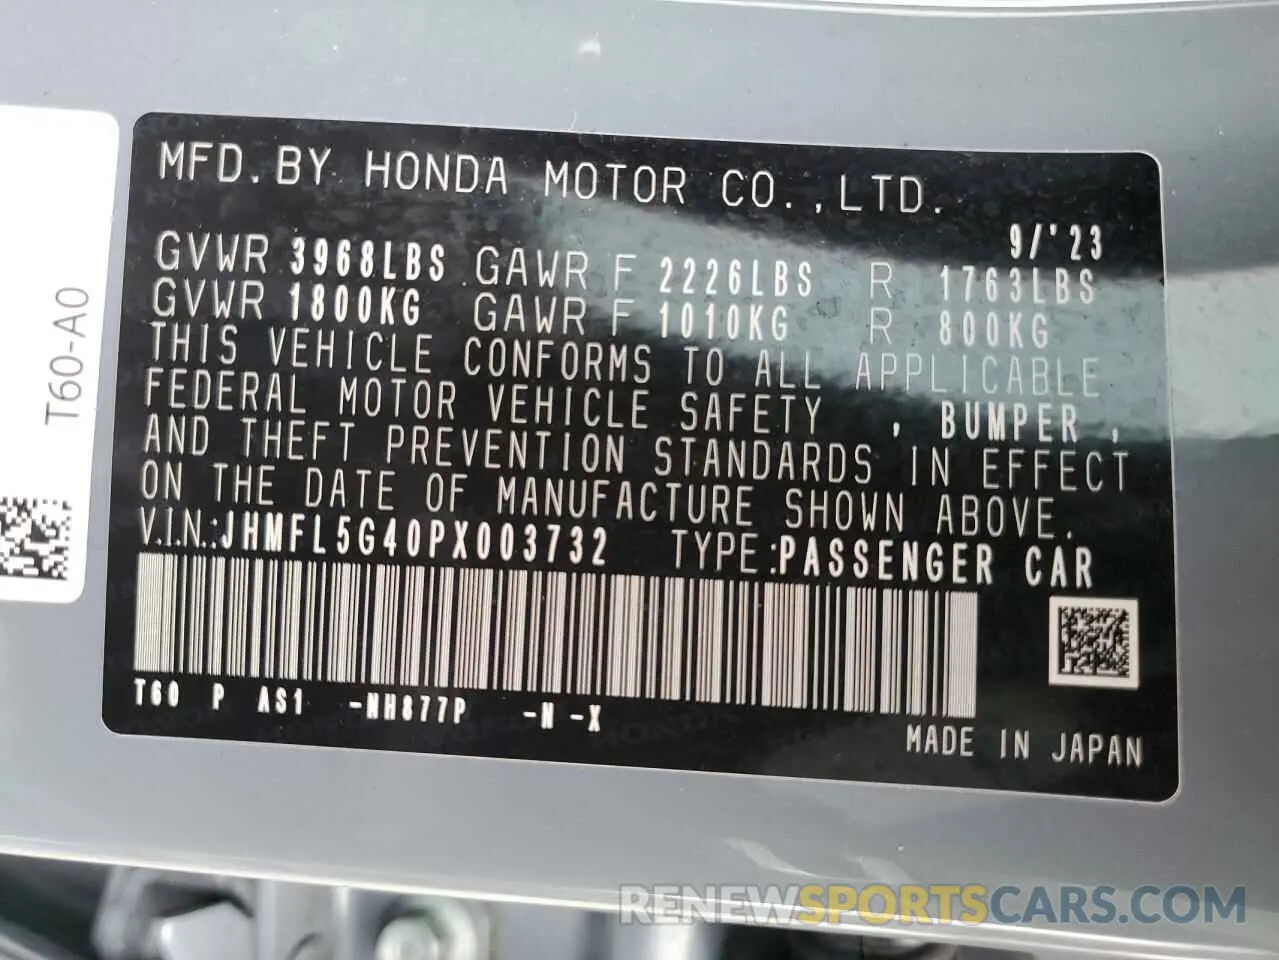 MFD. BY HONDA MOTOR CO., LTD.
9/'23
GVWR 3968LBS GAWR F 2226LBS R 1763LBS
GVWR 1800KG GAWR F 1010KG R 800KG
THIS VEHICLE CONFORMS TO ALL APPLICABLE
FEDERAL MOTOR VEHICLE SAFETY , BUMPER ,
AND THEFT PREVENTION STANDARDS IN EFFECT
ON THE DATE OF MANUFACTURE SHOWN ABOVE.
V.I.N.:JHMFL5G40PX003732 TYPE:PASSENGER CAR
T60 P AS1 -NH877P -N -X
MADE IN JAPAN
T60-A0
RENEWSPORTSCARS.COM